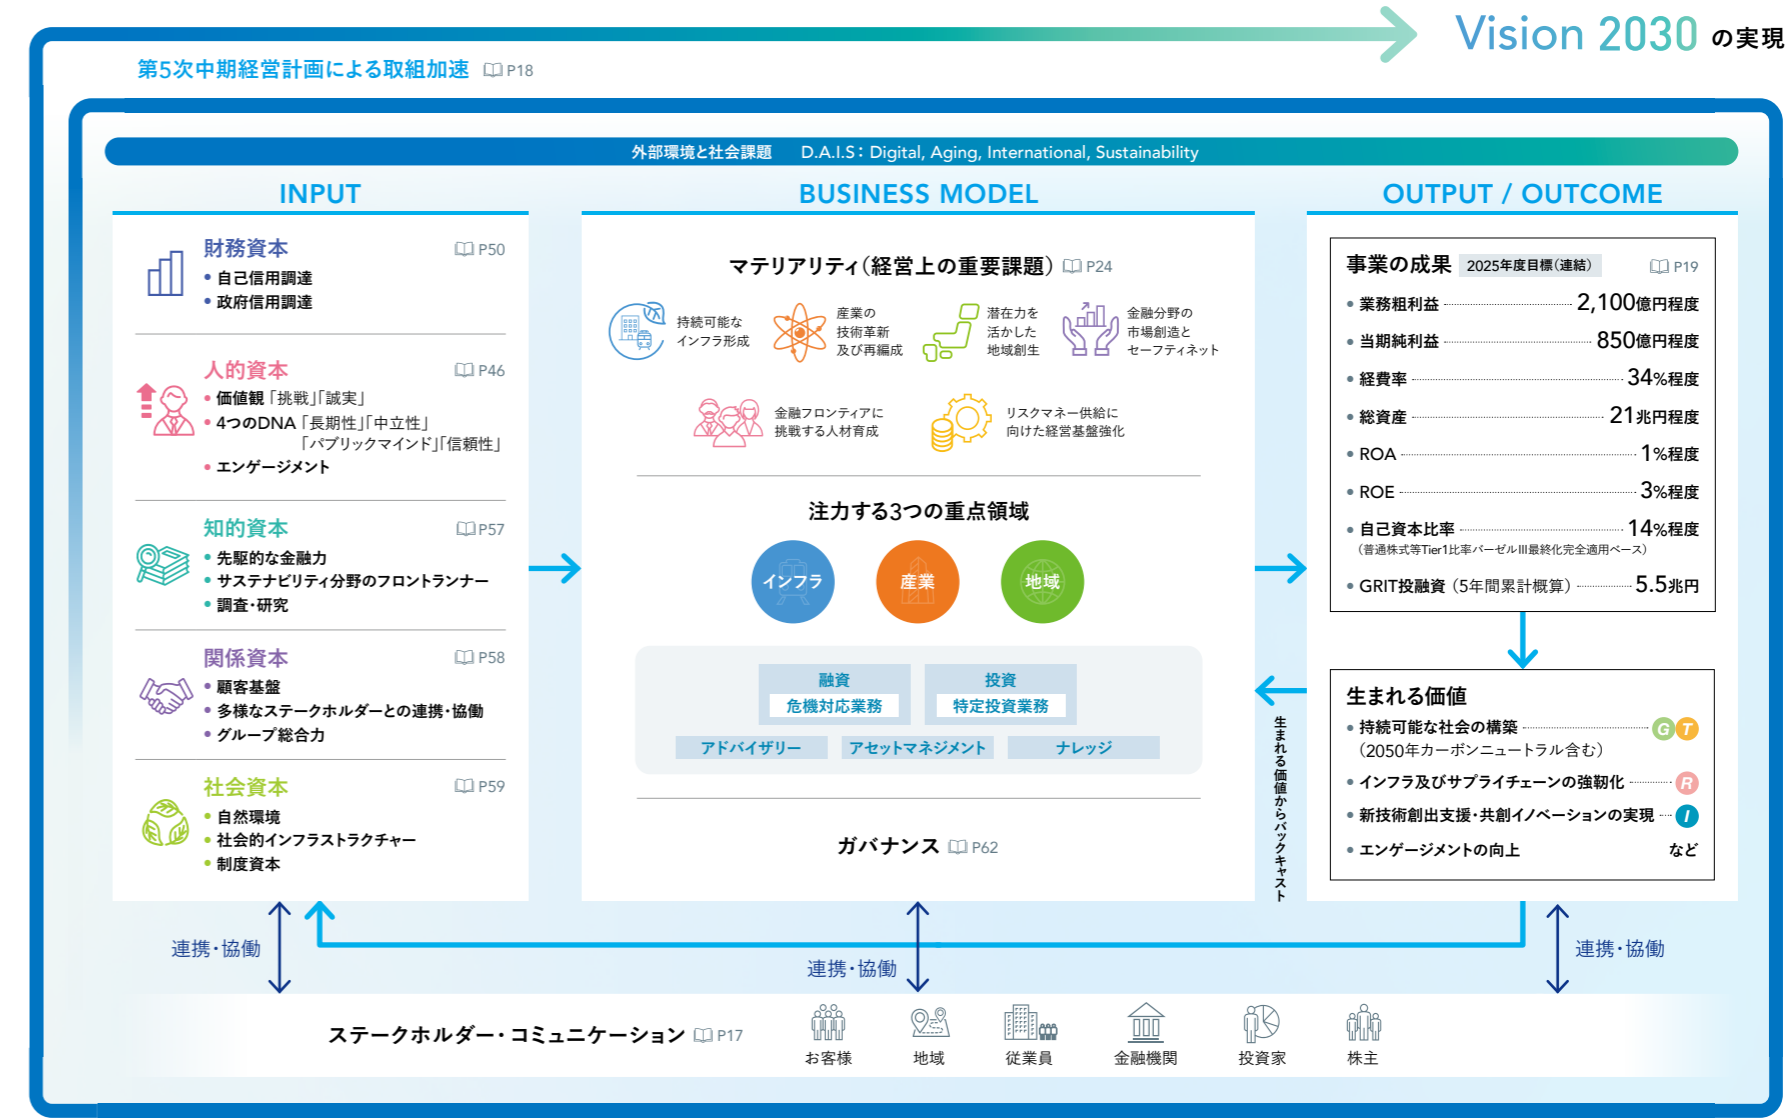 Vision 2030 の実現
第5次中期経営計画による取組加速 P18
外部環境と社会課題 D.A.I.S: Digital, Aging, International, Sustainability
INPUT
財務資本 P50
• 自己信用調達
• 政府信用調達
人的資本 P46
• 価値観「挑戦」「誠実」
• 4つのDNA「長期性」「中立性」
「パブリックマインド」「信頼性」
• エンゲージメント
知的資本 P57
• 先駆的な金融力
• サステナビリティ分野のフロントランナー
• 調査・研究
関係資本 P58
• 顧客基盤
• 多様なステークホルダーとの連携・協働
• グループ総合力
社会資本 P59
• 自然環境
• 社会的インフラストラクチャー
• 制度資本
BUSINESS MODEL
マテリアリティ(経営上の重要課題) P24
持続可能な
インフラ形成
産業の
技術革新
及び再編成
潜在力を
活かした
地域創生
金融分野の
市場創造と
セーフティネット
金融フロンティアに
挑戦する人材育成
リスクマネー供給に
向けた経営基盤強化
注力する3つの重点領域
インフラ
産業
地域
融資
危機対応業務
投資
特定投資業務
アドバイザリー
アセットマネジメント
ナレッジ
ガバナンス P62
OUTPUT / OUTCOME
事業の成果 2025年度目標(連結) P19
• 業務粗利益 2,100億円程度
• 当期純利益 850億円程度
• 経費率 34%程度
• 総資産 21兆円程度
• ROA 1%程度
• ROE 3%程度
• 自己資本比率 14%程度
(普通株式等Tier1比率バーゼルIII最終化完全適用ベース)
• GRIT投融資(5年間累計概算) 5.5兆円
生まれる価値
• 持続可能な社会の構築 G T
(2050年カーボンニュートラル含む)
• インフラ及びサプライチェーンの強靭化 R
• 新技術創出支援・共創イノベーションの実現 I
• エンゲージメントの向上 など
生まれる価値からバックキャスト
連携・協働
連携・協働
連携・協働
ステークホルダー・コミュニケーション P17
お客様
地域
従業員
金融機関
投資家
株主